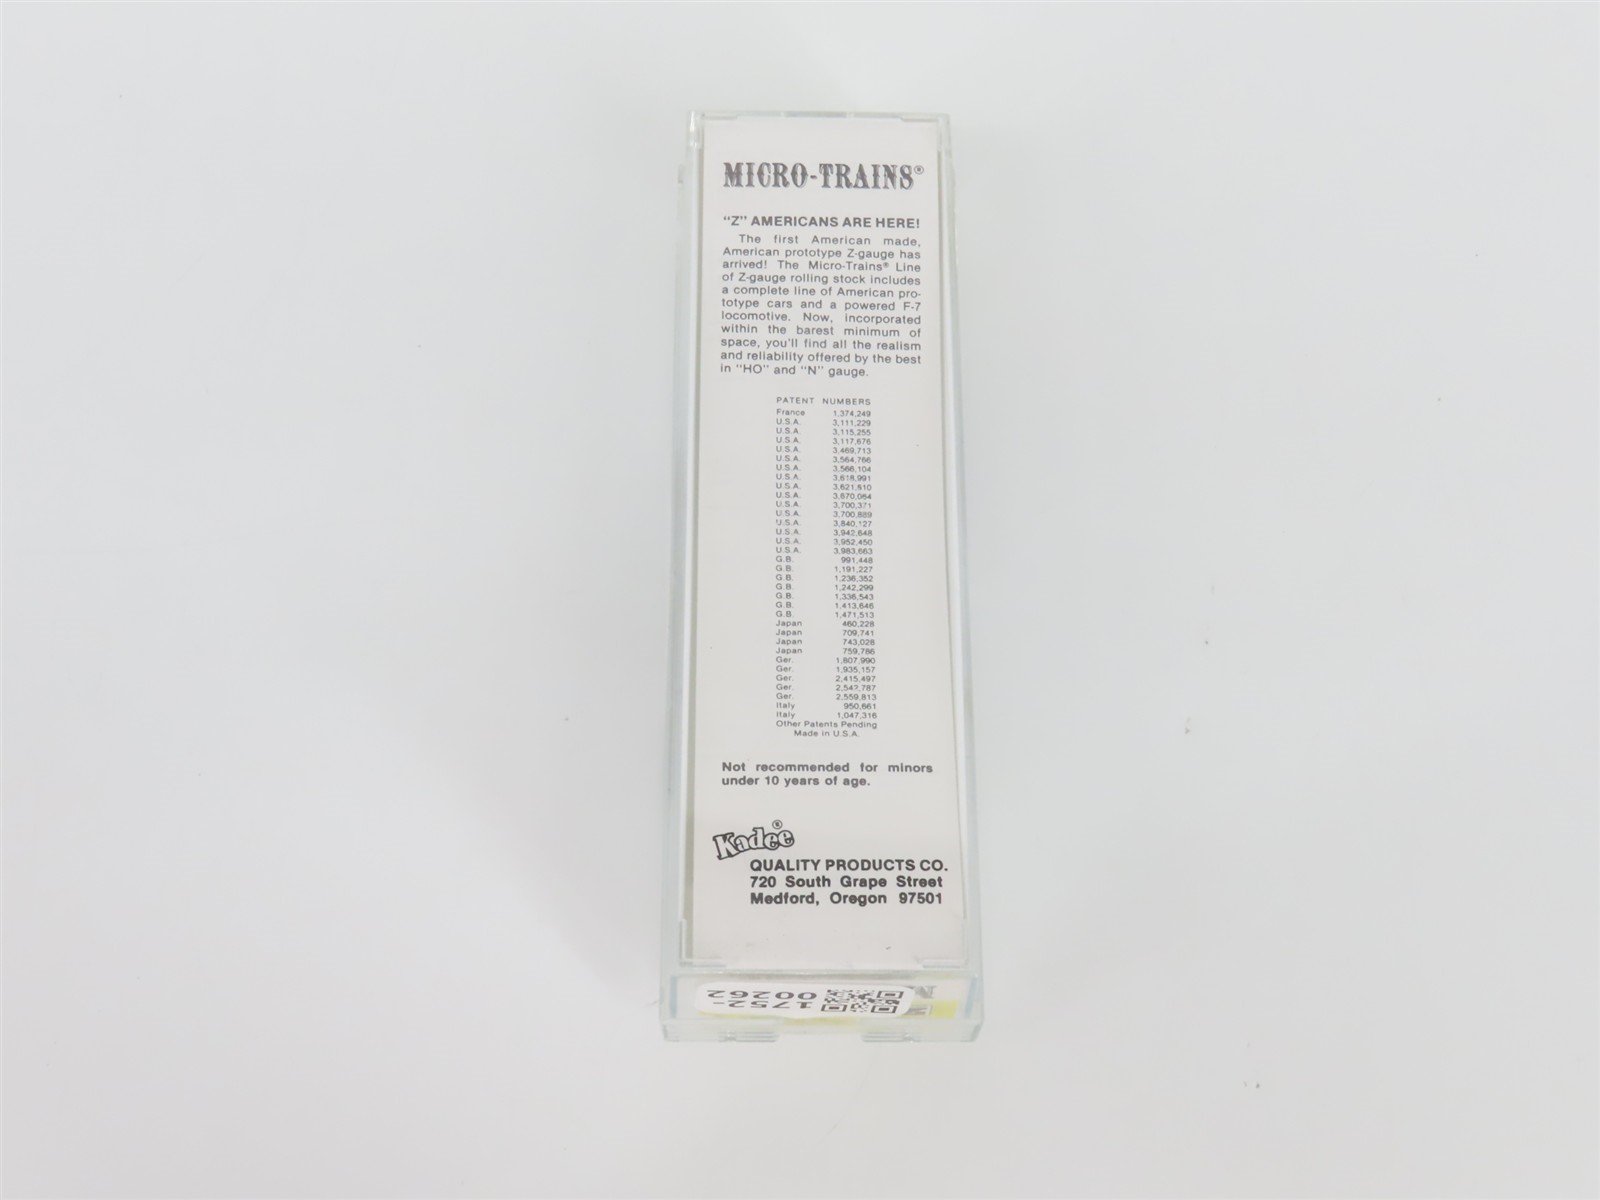 MICRO-TRAINS®
"Z" AMERICANS ARE HERE!
The first American made,
American prototype Z-gauge has
arrived! The Micro-Trains® Line
of Z-gauge rolling stock includes
a complete line of American pro-
totype cars and a powered F-7
locomotive. Now, incorporated
within the barest minimum of
space, you'll find all the realism
and reliability offered by the best
in "HO" and "N" gauge.
PATENT NUMBERS
France 1,374,249
U.S.A. 3,111,229
U.S.A. 3,115,255
U.S.A. 3,117,676
U.S.A. 3,469,713
U.S.A. 3,564,766
U.S.A. 3,566,104
U.S.A. 3,618,991
U.S.A. 3,621,610
U.S.A. 3,670,064
U.S.A. 3,700,371
U.S.A. 3,700,889
U.S.A. 3,840,127
U.S.A. 3,942,648
U.S.A. 3,952,450
U.S.A. 3,983,663
G.B. 991,448
G.B. 1,191,227
G.B. 1,236,352
G.B. 1,242,299
G.B. 1,336,543
G.B. 1,413,646
G.B. 1,471,513
Japan 460,228
Japan 709,741
Japan 743,028
Japan 759,786
Ger. 1,807,990
Ger. 1,935,157
Ger. 2,415,497
Ger. 2,542,787
Ger. 2,559,813
Italy 950,661
Italy 1,047,316
Other Patents Pending
Made in U.S.A.
Not recommended for minors
under 10 years of age.
Kadee®
QUALITY PRODUCTS CO.
720 South Grape Street
Medford, Oregon 97501
1752-
00262